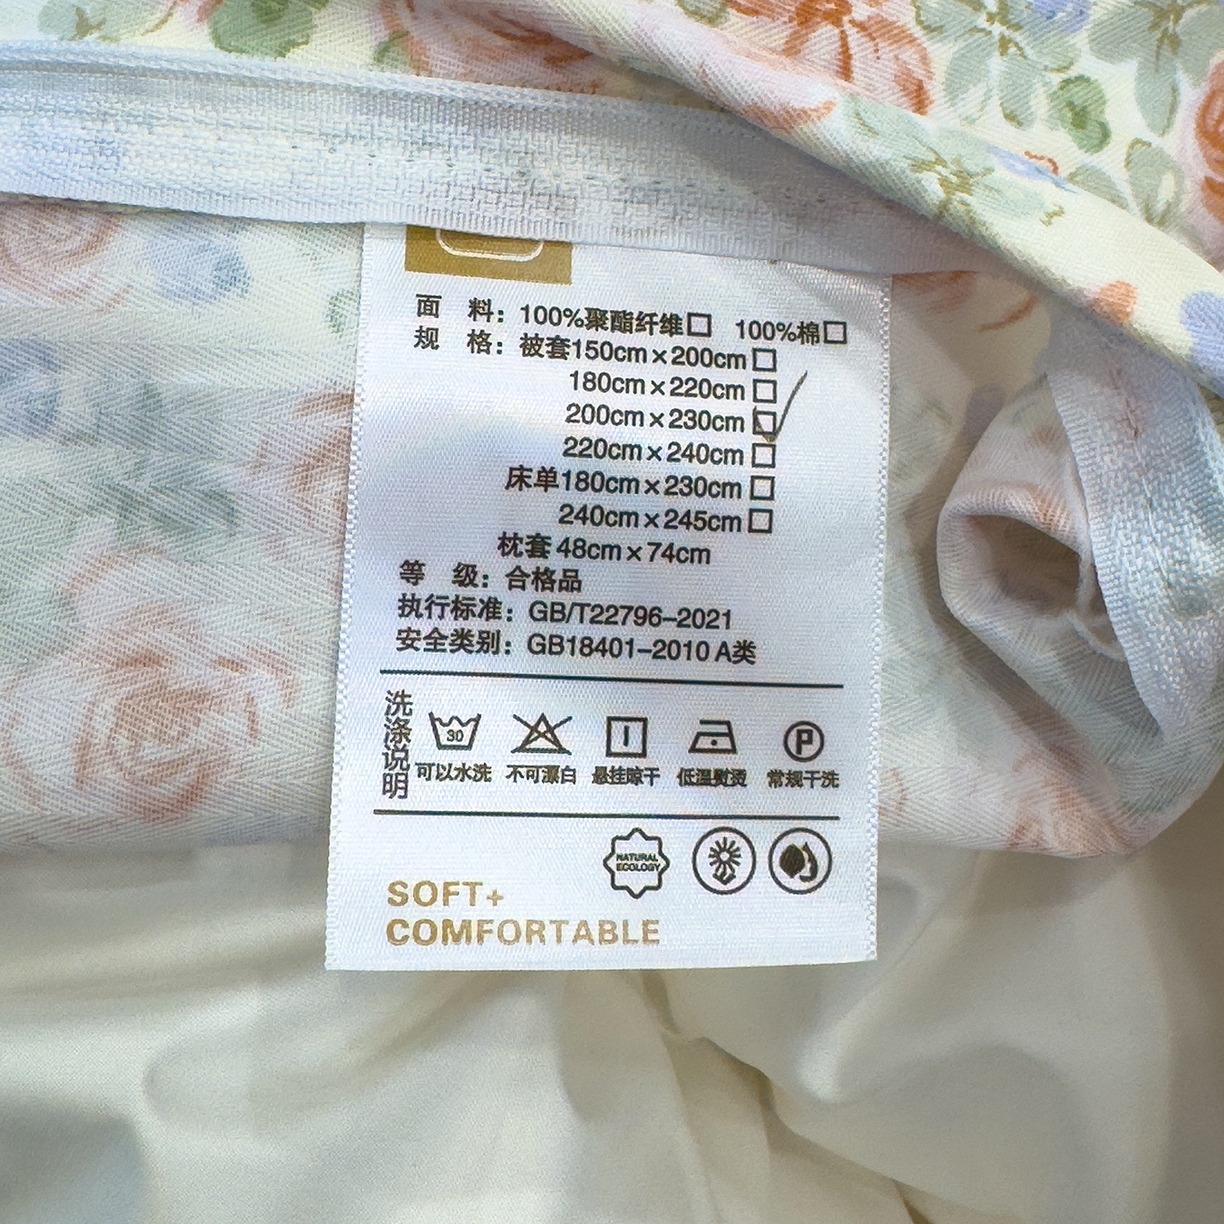 面 料：100%聚酯纤维□ 100%棉□
规 格：被套150cm×200cm□
180cm×220cm□
200cm×230cm☑
220cm×240cm□
床单180cm×230cm□
240cm×245cm□
枕套 48cm×74cm
等 级：合格品
执行标准：GB/T22796–2021
安全类别：GB18401–2010 A类
洗涤说明
30
P
可以水洗 不可漂白 悬挂晾干 低温熨烫 常规干洗
NATURAL
ECOLOGY
SOFT+
COMFORTABLE